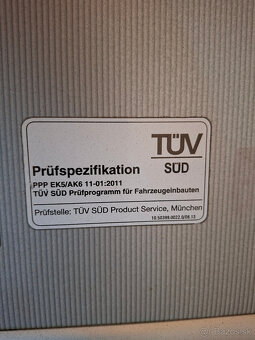 TÜV
SÜD
Prüfspezifikation
PPP EK5/AK6 11-01:2011
TÜV SÜD Prüfprogramm für Fahrzeugeinbauten
Prüfstelle: TÜV SÜD Product Service, München